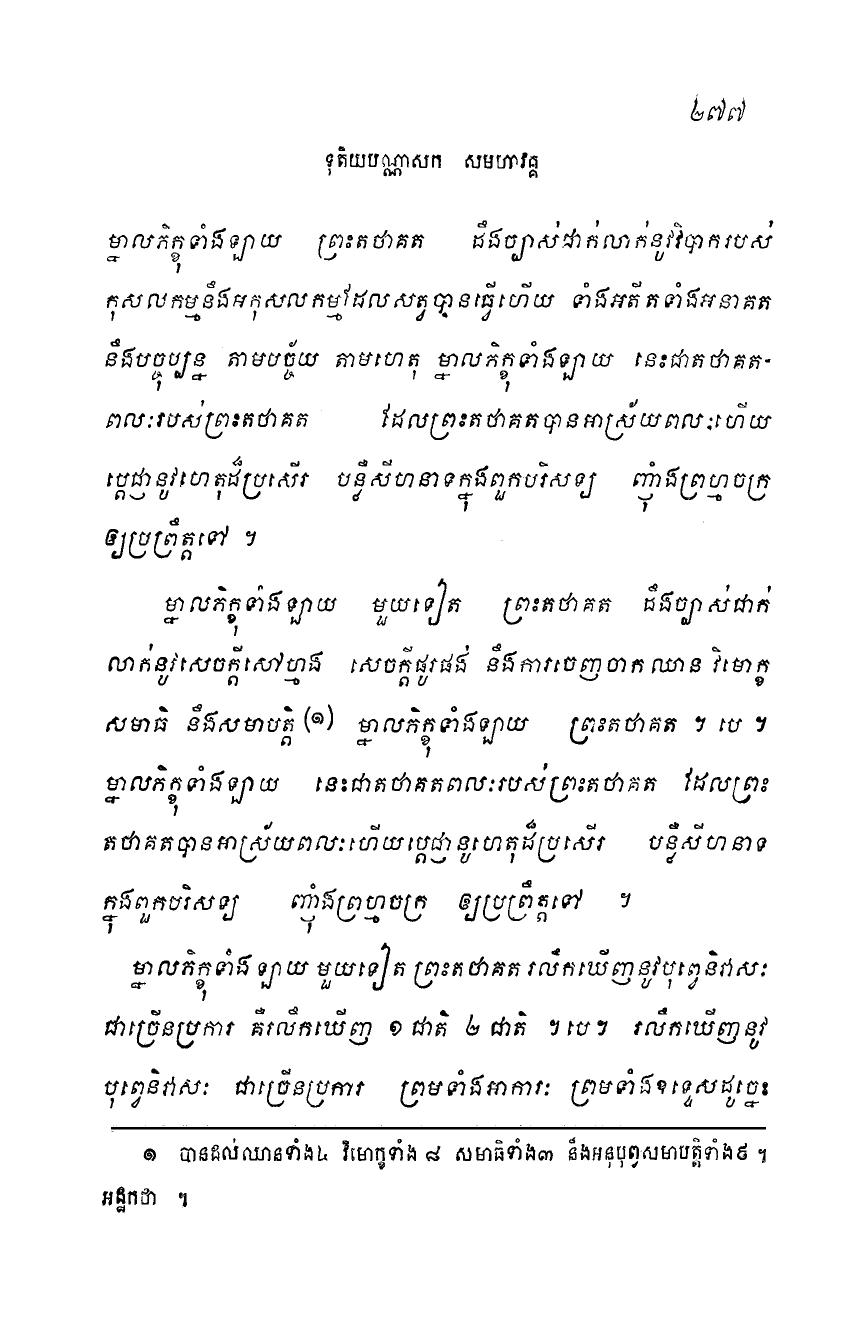 ២៧៧
ទុតិយបណ្ណាសក សមហាវគ្គ
ម្នាលភិក្ខុទាំងឡាយ ព្រះតថាគត ដឹងច្បាស់ជាក់លាក់នូវវិបាករបស់
កុសលកម្មនឹងអកុសលកម្មដែលសត្វបានធ្វើហើយ ទាំងអតីតទាំងអនាគត
នឹងបច្ចុប្បន្ន តាមបច្ច័យ តាមហេតុ ម្នាលភិក្ខុទាំងឡាយ នេះជាតថាគត-
ពលៈរបស់ព្រះតថាគត ដែលព្រះតថាគតបានអាស្រ័យពលៈហើយ
ប្តេជ្ញានូវហេតុដ៏ប្រសើរ បន្លឺសីហនាទក្នុងពួកបរិសទ្យ ញ៉ាំងព្រហ្មចក្រ
ឲ្យប្រព្រឹត្តទៅ ។
ម្នាលភិក្ខុទាំងឡាយ មួយទៀត ព្រះតថាគត ដឹងច្បាស់ជាក់
លាក់នូវសេចក្តីសៅហ្មង សេចក្តីផូរផង់ នឹងការចេញចាកឈាន វិមោក្ខ
សមាធិ នឹងសមាបត្តិ (១) ម្នាលភិក្ខុទាំងឡាយ ព្រះតថាគត ។ បេ ។
ម្នាលភិក្ខុទាំងឡាយ នេះជាតថាគតពលៈរបស់ព្រះតថាគត ដែលព្រះ
តថាគតបានអាស្រ័យពលៈហើយប្តេជ្ញានូវហេតុដ៏ប្រសើរ បន្លឺសីហនាទ
ក្នុងពួកបរិសទ្យ ញ៉ាំងព្រហ្មចក្រ ឲ្យប្រព្រឹត្តទៅ ។
ម្នាលភិក្ខុទាំងឡាយ មួយទៀត ព្រះតថាគត រលឹកឃើញនូវបុព្វេនិវាសៈ
ជាច្រើនប្រការ គឺរលឹកឃើញ ១ ជាតិ ២ ជាតិ ។ បេ ។ រលឹកឃើញនូវ
បុព្វេនិវាសៈ ជាច្រើនប្រការ ព្រមទាំងអាការៈ ព្រមទាំងឧទ្ទេសដូច្នេះ
១ បានដល់ឈានទាំង៤ វិមោក្ខទាំង ៨ សមាធិទាំង៣ នឹងអនុបុព្វសមាបត្តិទាំង៩ ។
អដ្ឋកថា ។